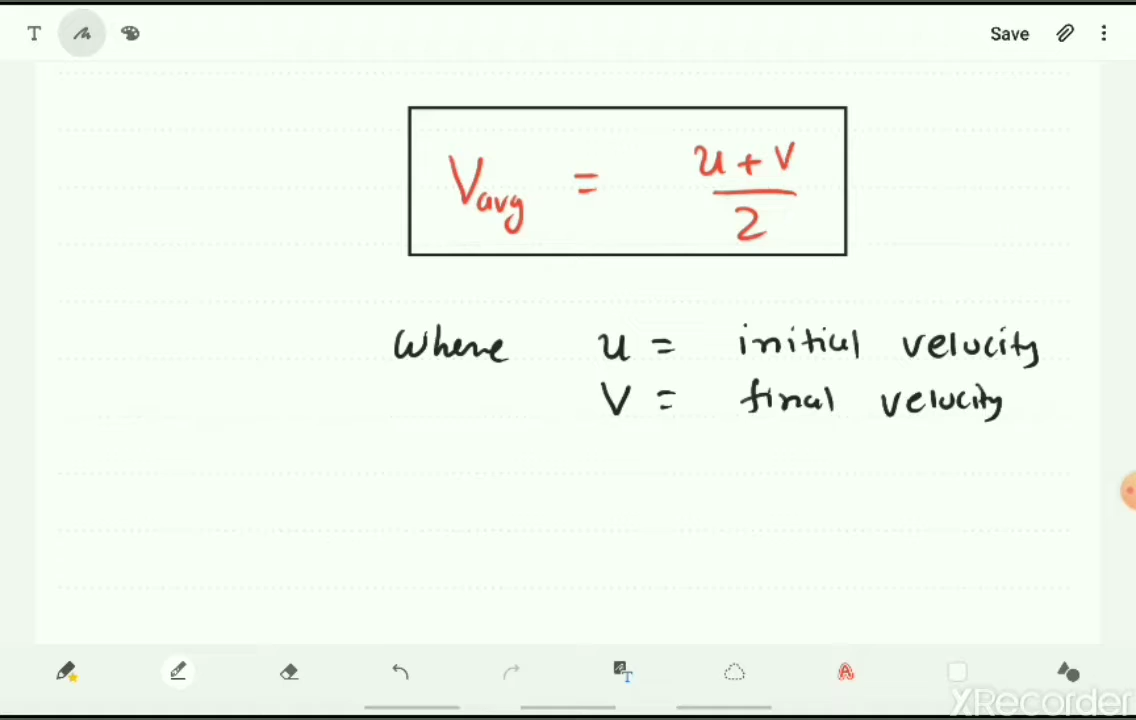 T Save
Vavg = u + v / 2
where u = initial velocity
v = final velocity
T A
XRecorder